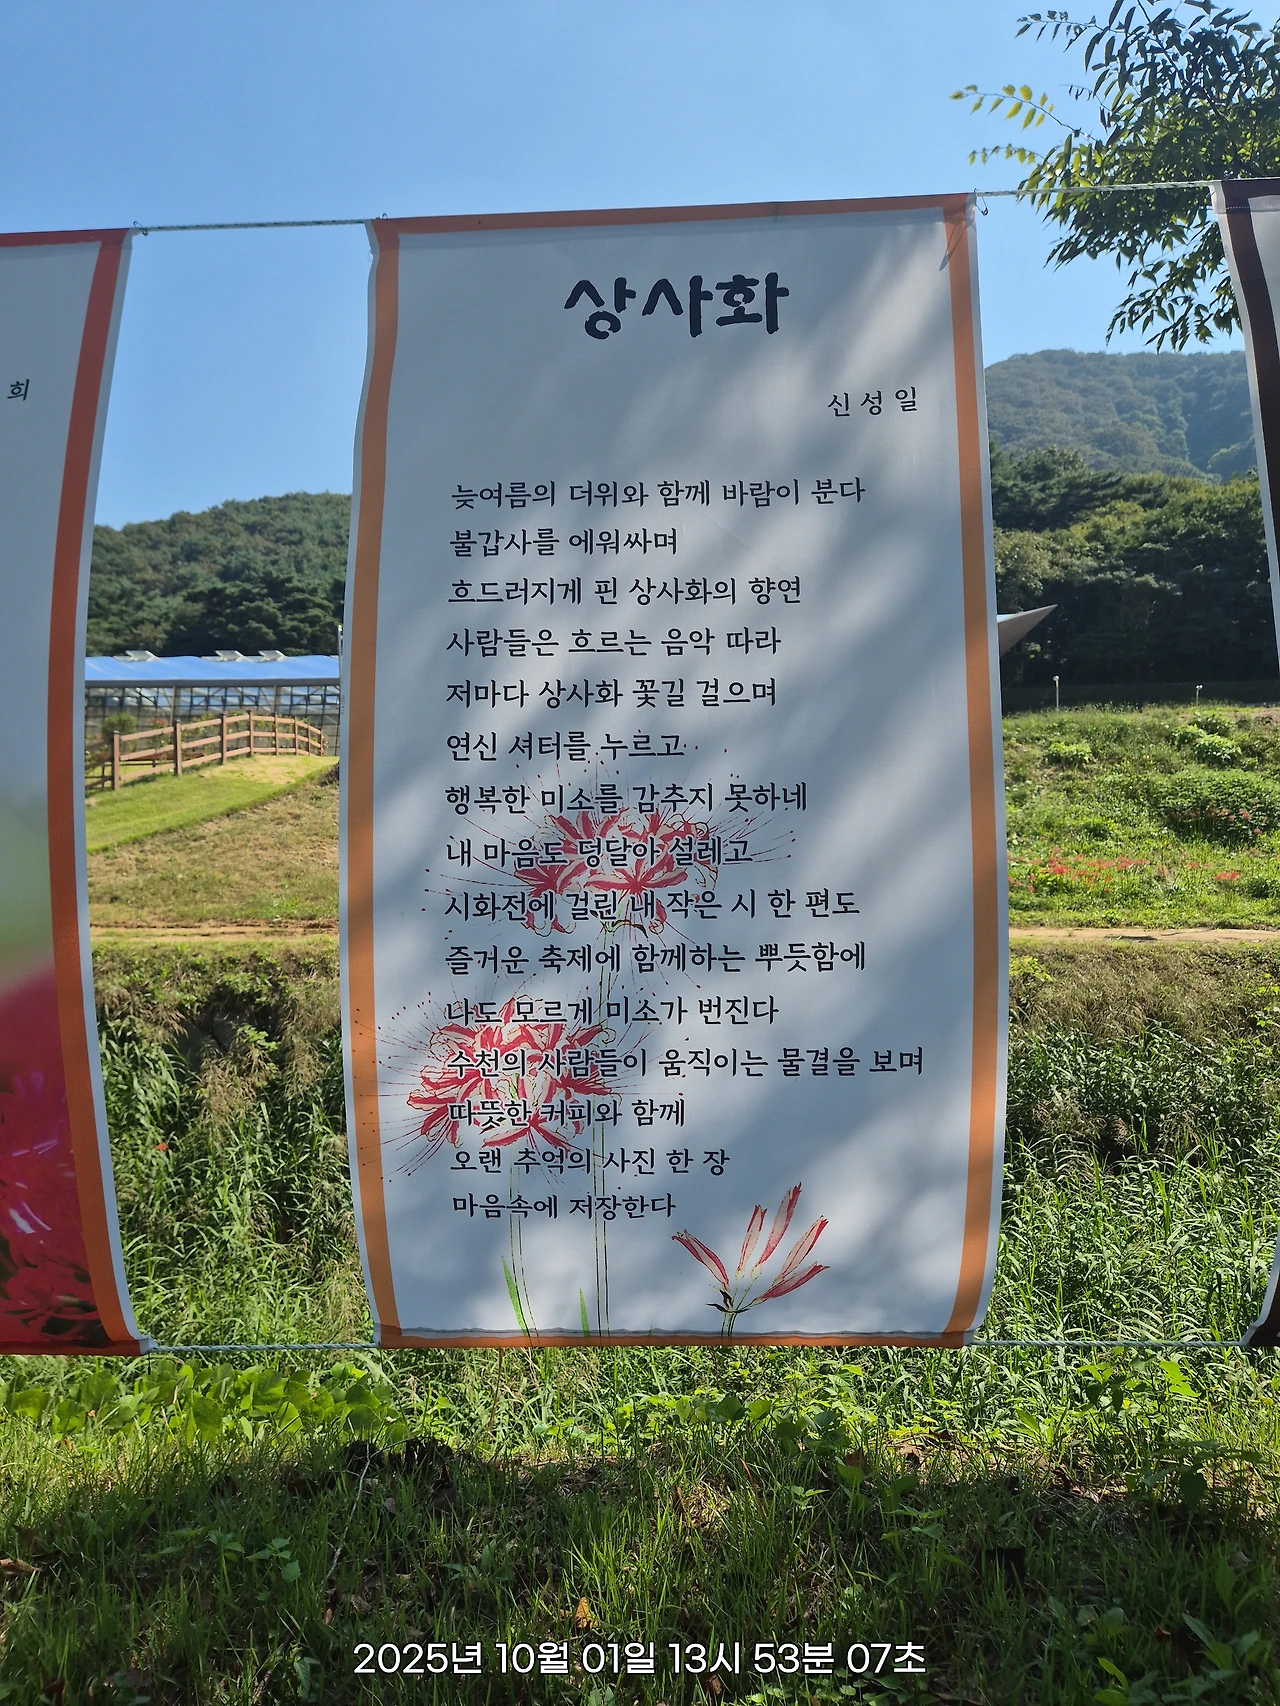 희
상사화
신성일
늦여름의 더위와 함께 바람이 분다
불갑사를 에워싸며
흐드러지게 핀 상사화의 향연
사람들은 흐르는 음악 따라
저마다 상사화 꽃길 걸으며
연신 셔터를 누르고
행복한 미소를 감추지 못하네
내 마음도 덩달아 설레고
시화전에 걸린 내 작은 시 한 편도
즐거운 축제에 함께하는 뿌듯함에
나도 모르게 미소가 번진다
수천의 사람들이 움직이는 물결을 보며
따뜻한 커피와 함께
오랜 추억의 사진 한 장
마음속에 저장한다
2025년 10월 01일 13시 53분 07초